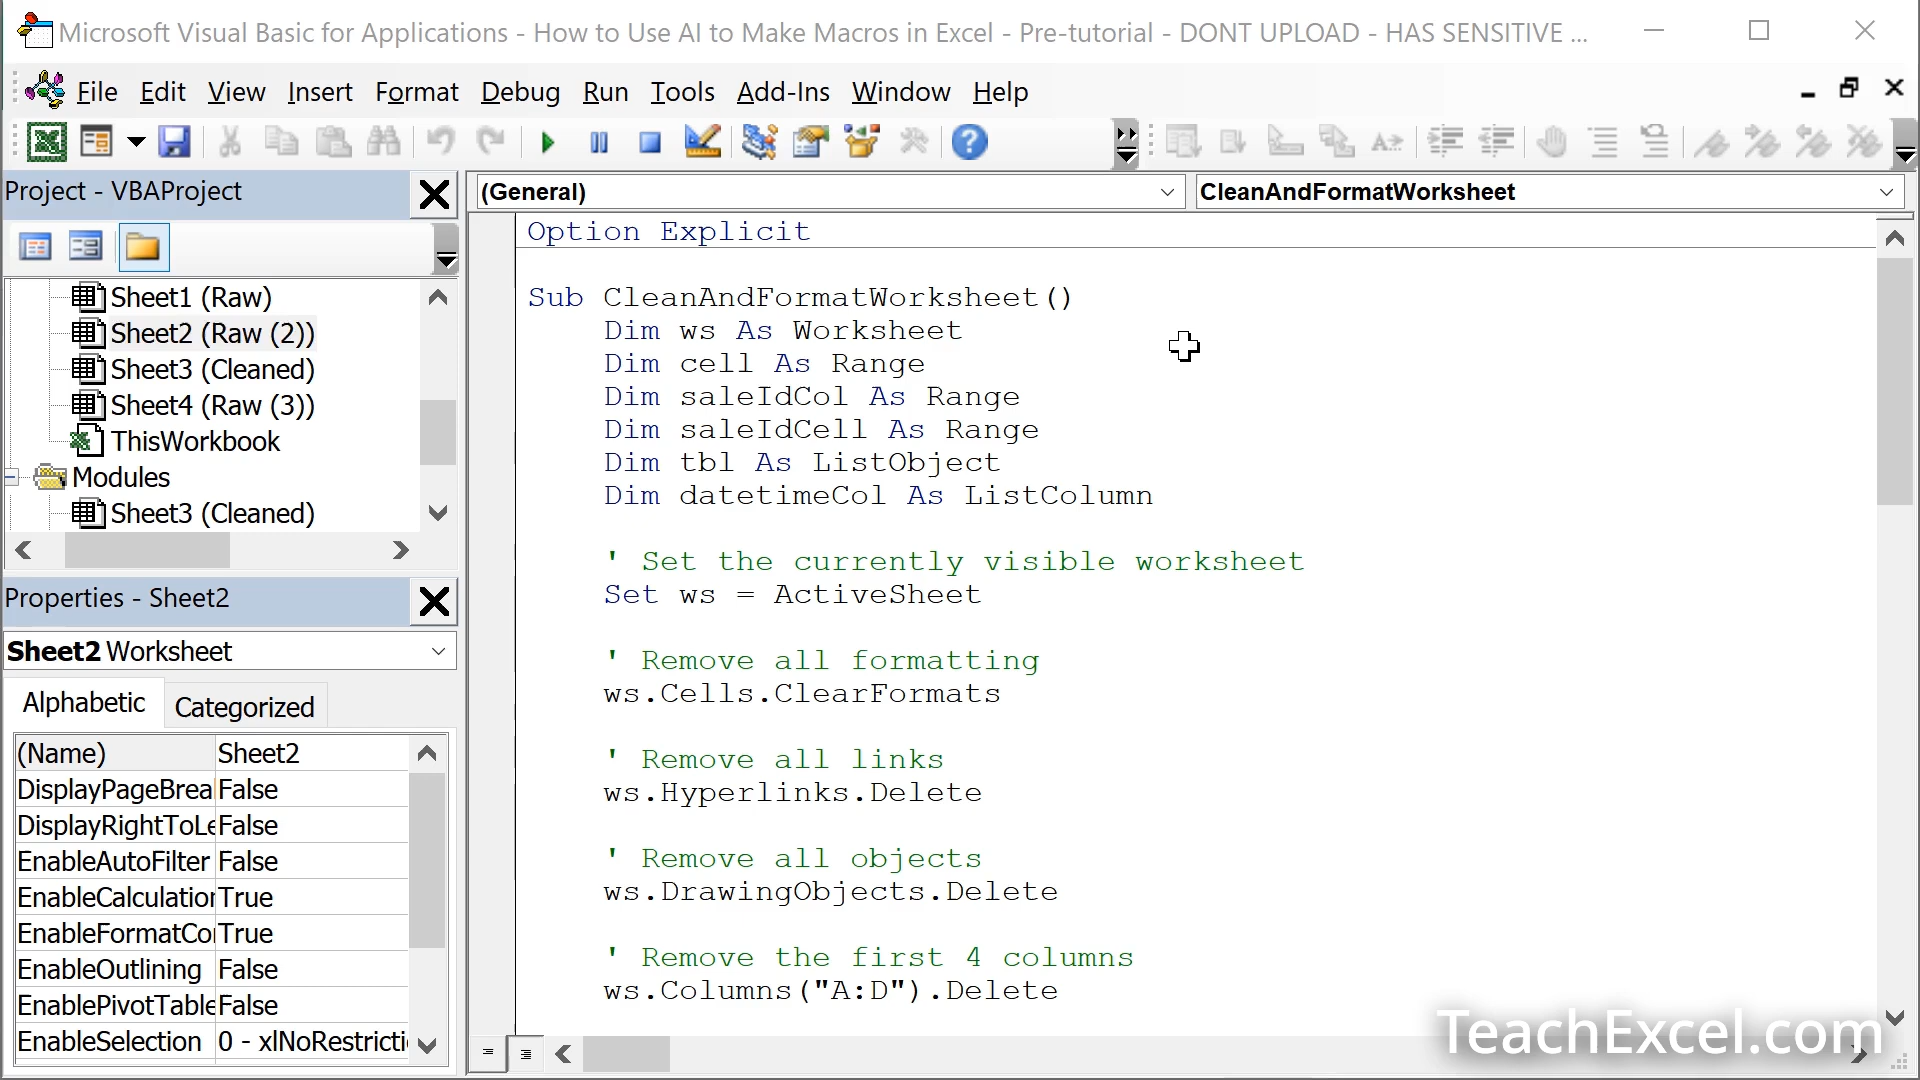 Microsoft Visual Basic for Applications - How to Use AI to Make Macros in Excel - Pre-tutorial - DONT UPLOAD - HAS SENSITIVE ...
File Edit View Insert Format Debug Run Tools Add-Ins Window Help
Project - VBAProject
(General)
CleanAndFormatWorksheet
Sheet1 (Raw)
Sheet2 (Raw (2))
Sheet3 (Cleaned)
Sheet4 (Raw (3))
ThisWorkbook
Modules
Sheet3 (Cleaned)
Properties - Sheet2
Sheet2 Worksheet
Alphabetic Categorized
(Name) Sheet2
DisplayPageBrea False
DisplayRightToLe False
EnableAutoFilter False
EnableCalculation True
EnableFormatCon True
EnableOutlining False
EnablePivotTable False
EnableSelection 0 - xlNoRestricti
Option Explicit
Sub CleanAndFormatWorksheet()
Dim ws As Worksheet
Dim cell As Range
Dim saleIdCol As Range
Dim saleIdCell As Range
Dim tbl As ListObject
Dim datetimeCol As ListColumn
' Set the currently visible worksheet
Set ws = ActiveSheet
' Remove all formatting
ws.Cells.ClearFormats
' Remove all links
ws.Hyperlinks.Delete
' Remove all objects
ws.DrawingObjects.Delete
' Remove the first 4 columns
ws.Columns("A:D").Delete
TeachExcel.com